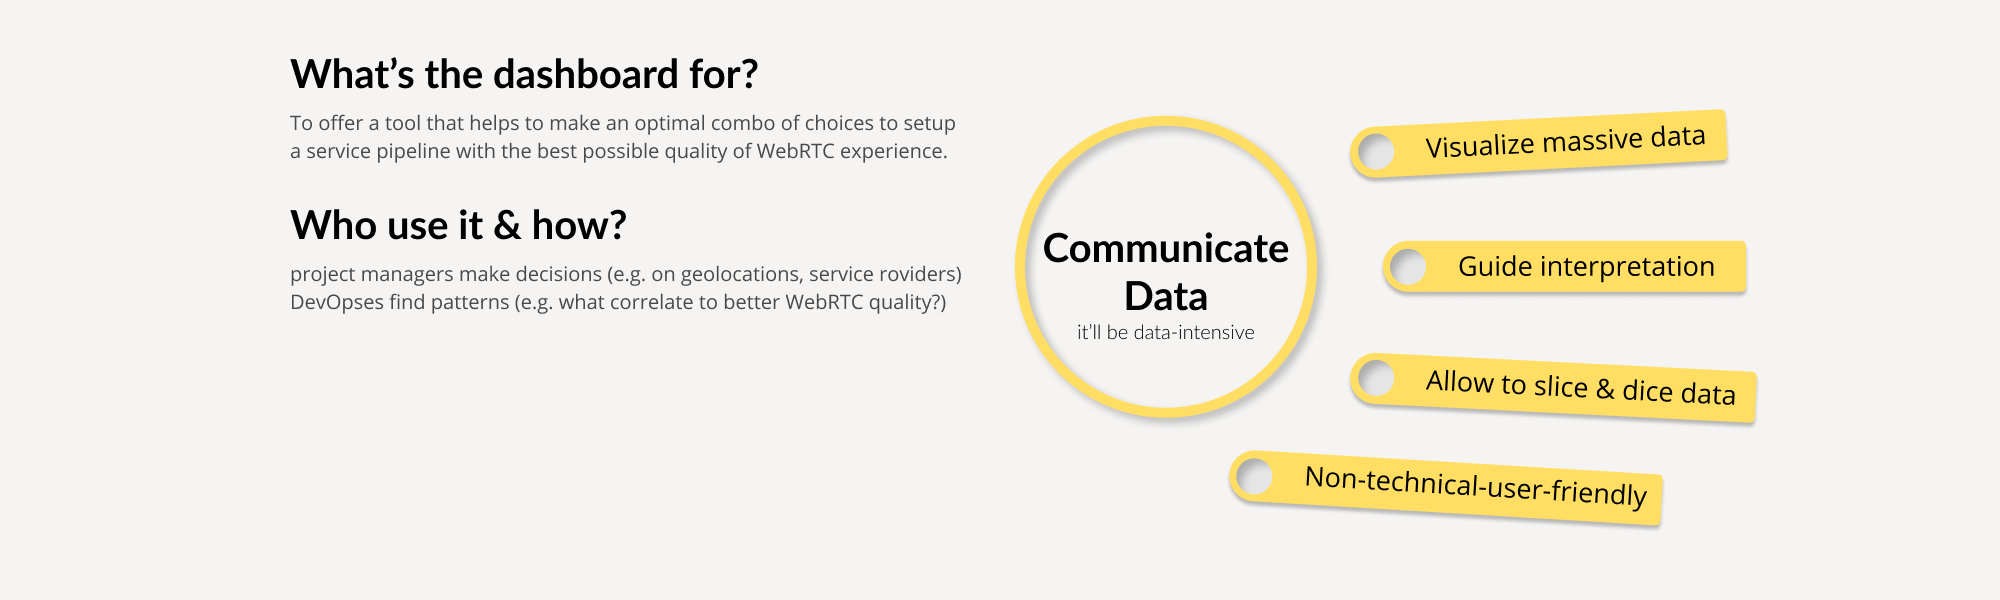 What’s the dashboard for?
To offer a tool that helps to make an optimal combo of choices to setup
a service pipeline with the best possible quality of WebRTC experience.
Who use it & how?
project managers make decisions (e.g. on geolocations, service roviders)
DevOpses find patterns (e.g. what correlate to better WebRTC quality?)
Communicate
Data
it’ll be data-intensive
Visualize massive data
Guide interpretation
Allow to slice & dice data
Non-technical-user-friendly